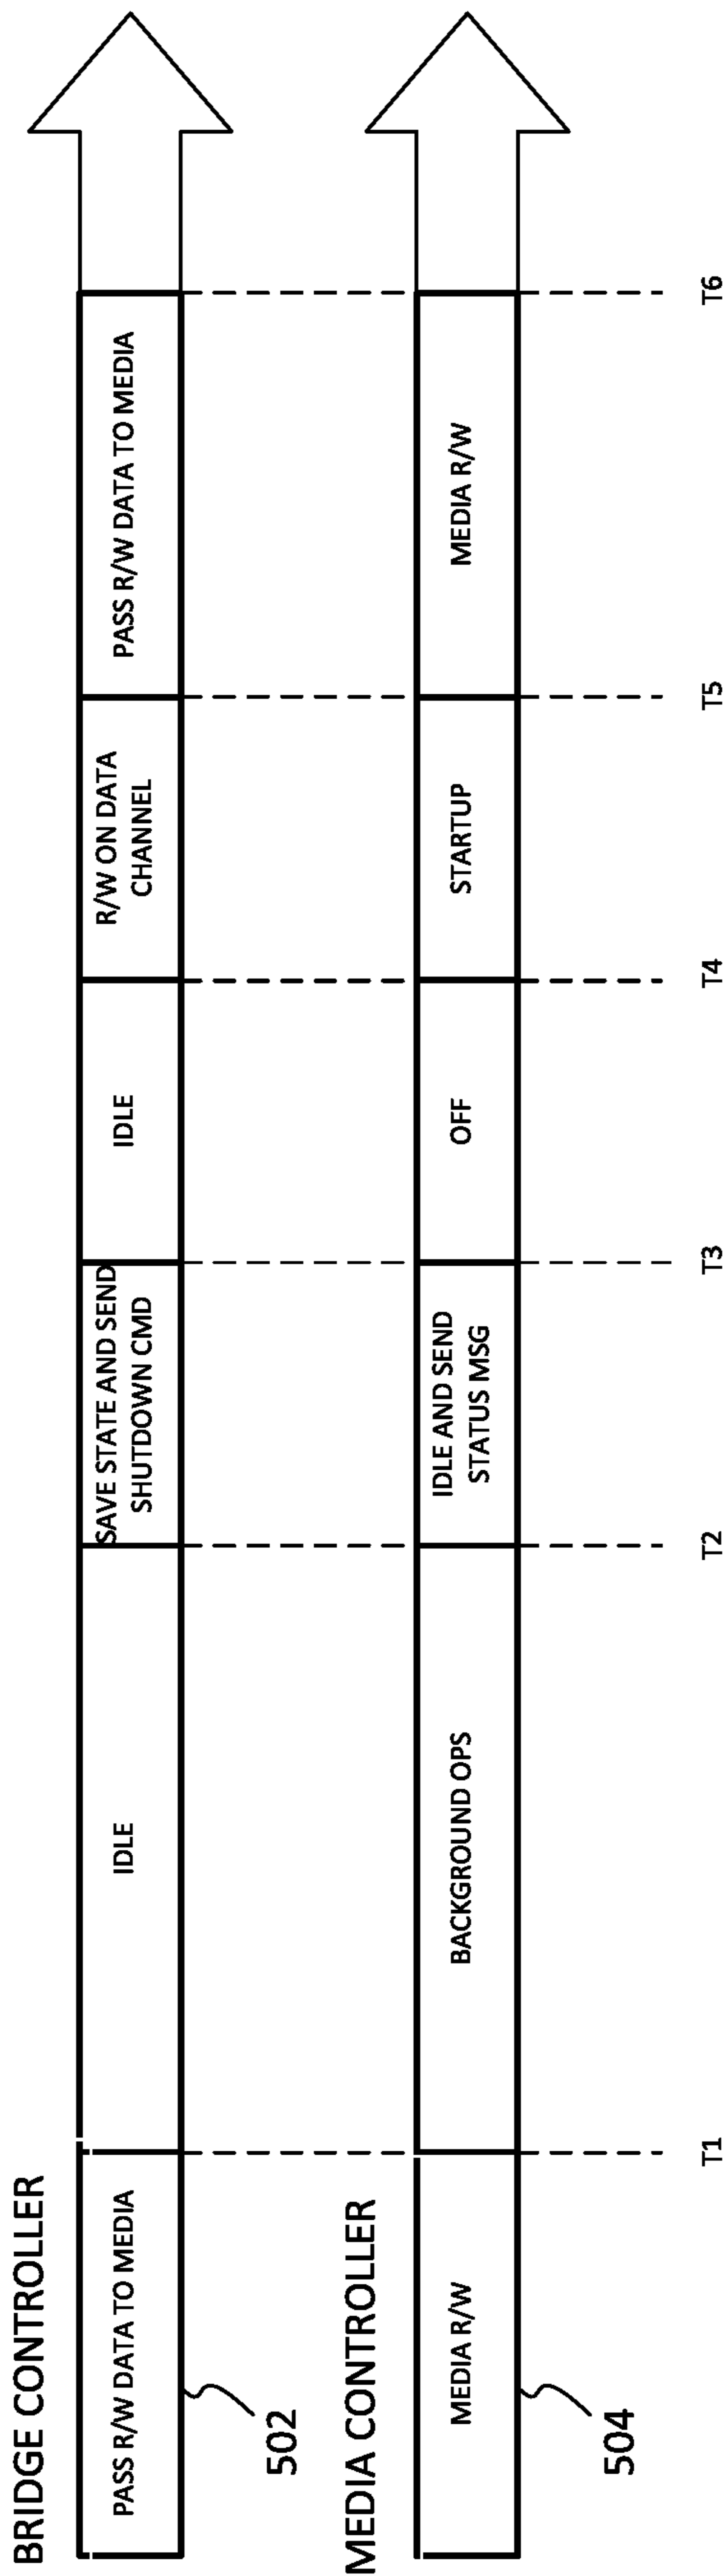 BRIDGE CONTROLLER
PASS R/W DATA TO MEDIA
IDLE
SAVE STATE AND SEND
SHUTDOWN CMD
IDLE
R/W ON DATA
CHANNEL
PASS R/W DATA TO MEDIA
502
MEDIA CONTROLLER
MEDIA R/W
BACKGROUND OPS
IDLE AND SEND
STATUS MSG
OFF
STARTUP
MEDIA R/W
504
T1
T2
T3
T4
T5
T6